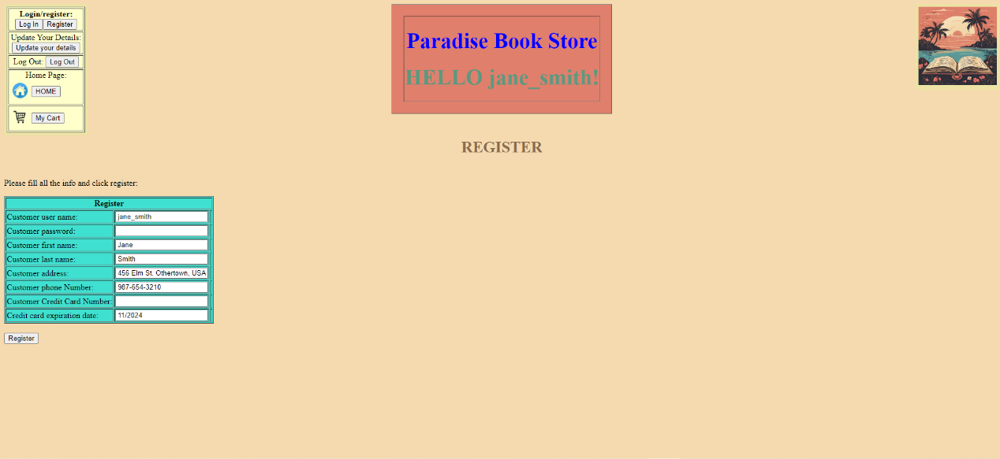 Login/register:
Log In Register
Update Your Details:
Update your details
Log Out: Log Out
Home Page:
HOME
My Cart
Paradise Book Store
HELLO jane_smith!
REGISTER
Please fill all the info and click register:
Register
Customer user name: jane_smith
Customer password:
Customer first name: Jane
Customer last name: Smith
Customer address: 456 Elm St, Othertown, USA
Customer phone Number: 987-654-3210
Customer Credit Card Number:
Credit card expiration date: 11/2024
Register